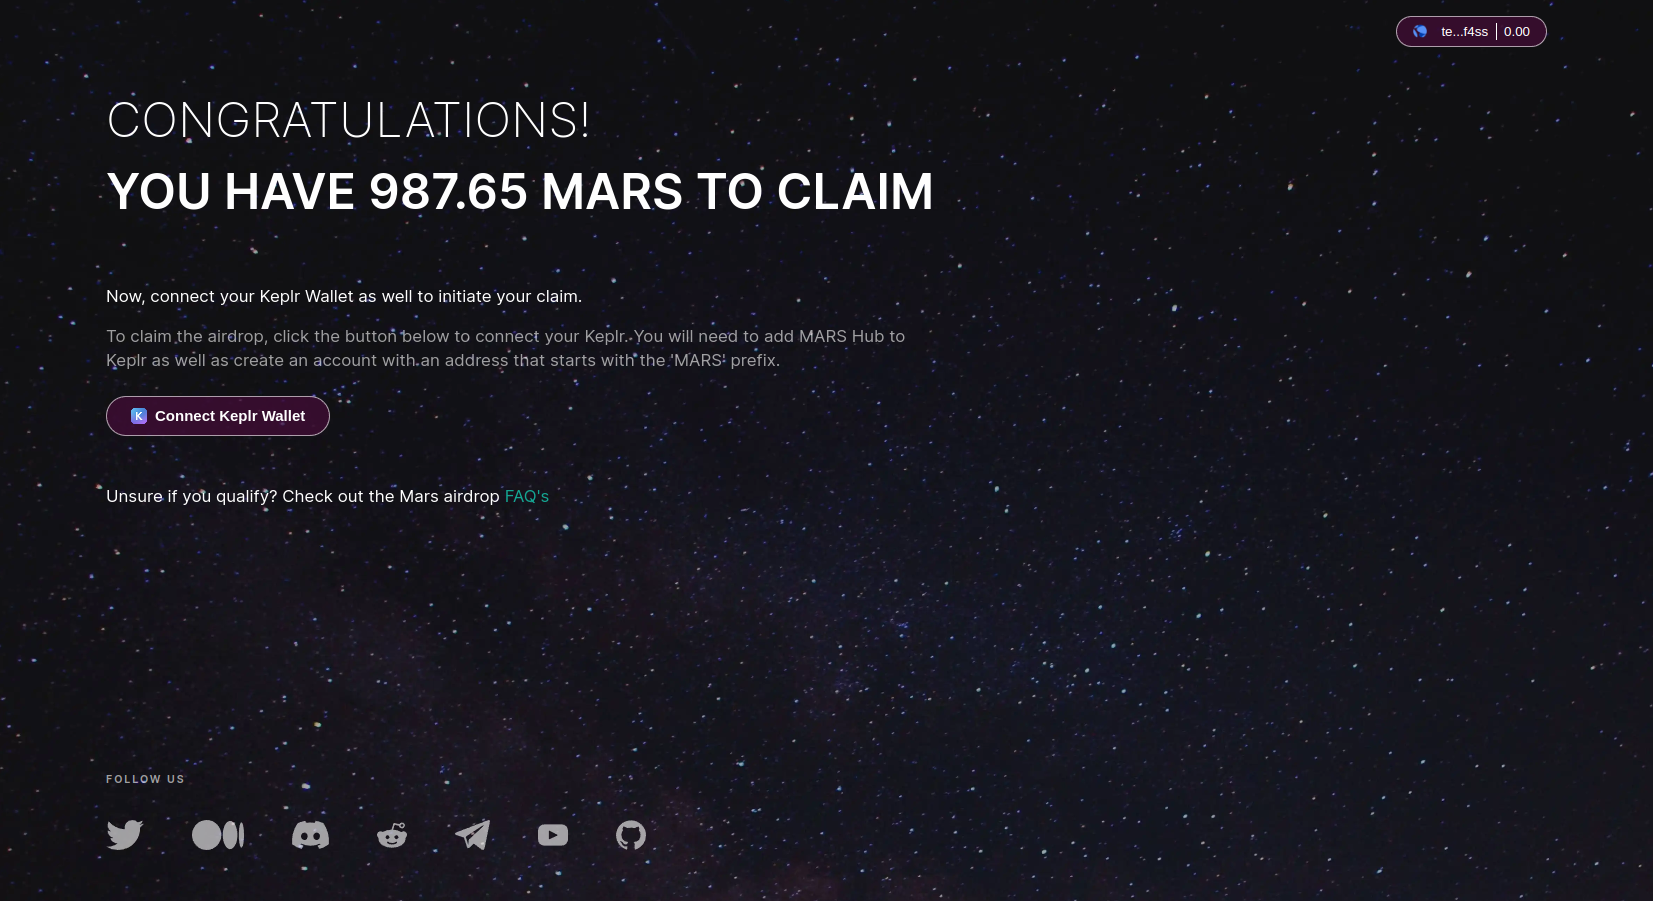 te...f4ss | 0.00
CONGRATULATIONS!
YOU HAVE 987.65 MARS TO CLAIM
Now, connect your Keplr Wallet as well to initiate your claim.
To claim the airdrop, click the button below to connect your Keplr. You will need to add MARS Hub to
Keplr as well as create an account with an address that starts with the 'MARS' prefix.
K Connect Keplr Wallet
Unsure if you qualify? Check out the Mars airdrop FAQ's
FOLLOW US